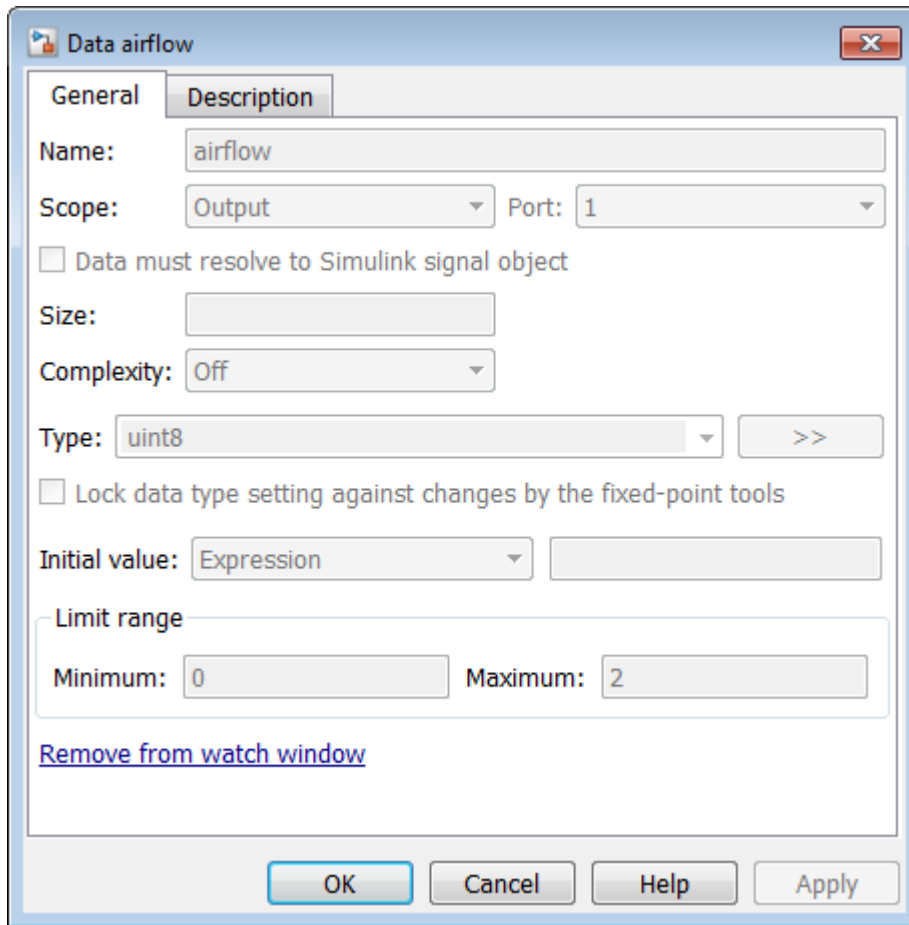 Data airflow
General Description
Name: airflow
Scope: Output Port: 1
Data must resolve to Simulink signal object
Size:
Complexity: Off
Type: uint8 >>
Lock data type setting against changes by the fixed-point tools
Initial value: Expression
Limit range
Minimum: 0 Maximum: 2
Remove from watch window
OK Cancel Help Apply